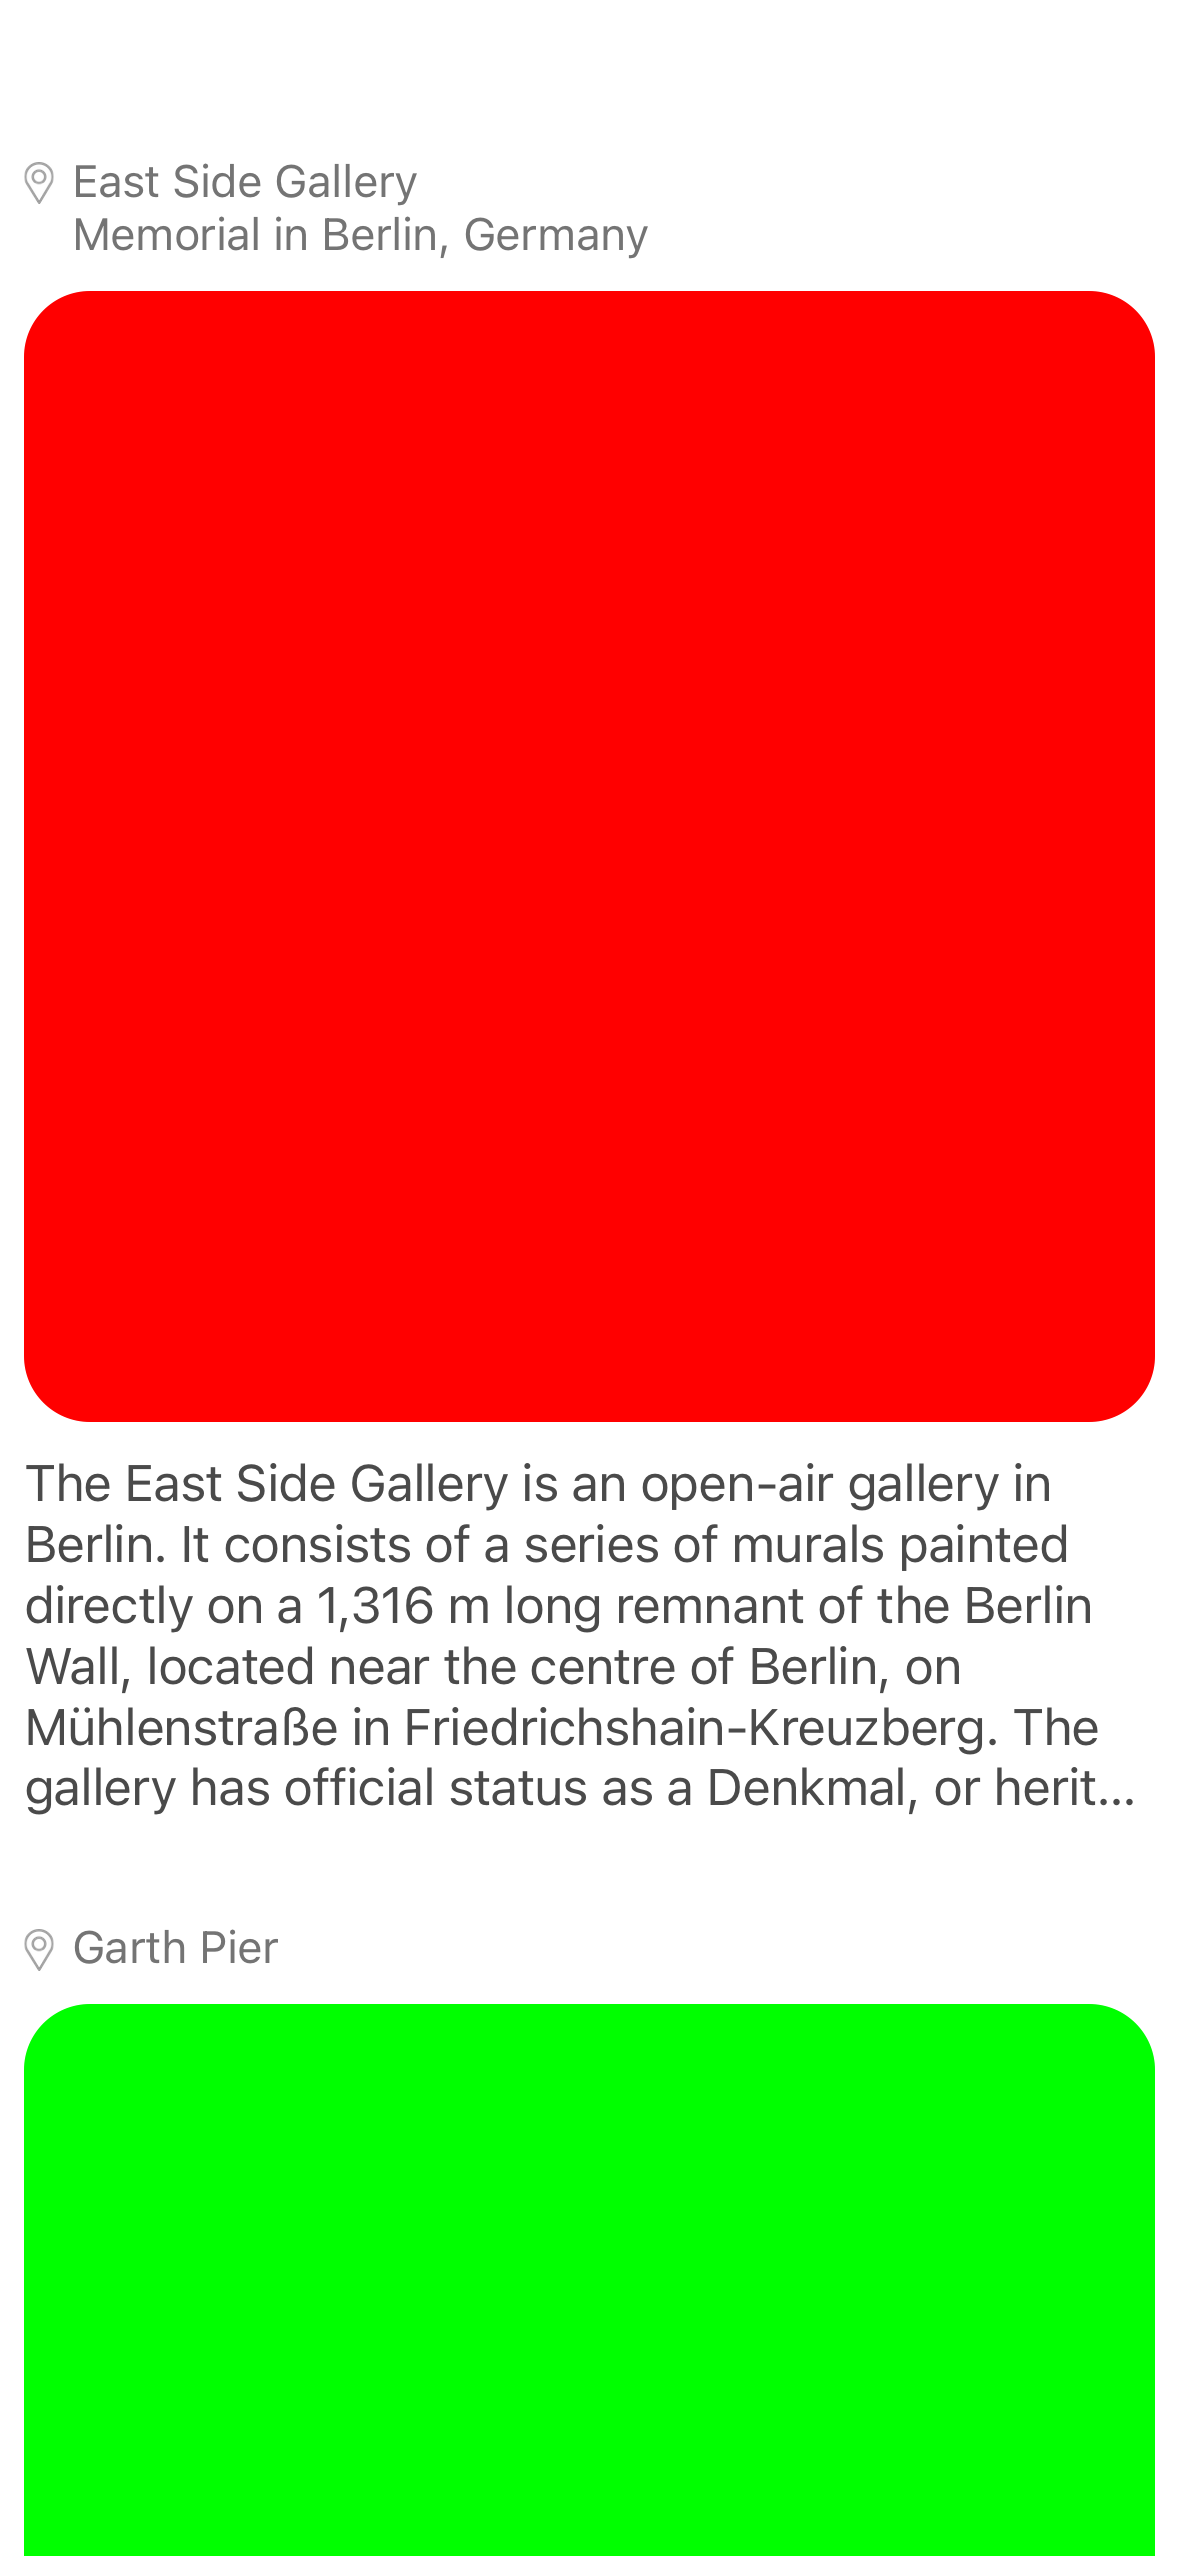 East Side Gallery
Memorial in Berlin, Germany
The East Side Gallery is an open-air gallery in
Berlin. It consists of a series of murals painted
directly on a 1,316 m long remnant of the Berlin
Wall, located near the centre of Berlin, on
Mühlenstraße in Friedrichshain-Kreuzberg. The
gallery has official status as a Denkmal, or herit...
Garth Pier